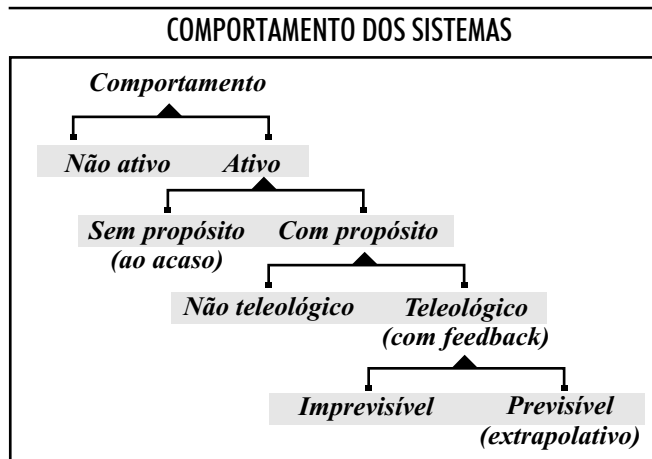 COMPORTAMENTO DOS SISTEMAS
Comportamento
Não ativo Ativo
Sem propósito Com propósito
(ao acaso)
Não teleológico Teleológico
(com feedback)
Imprevisível Previsível
(extrapolativo)